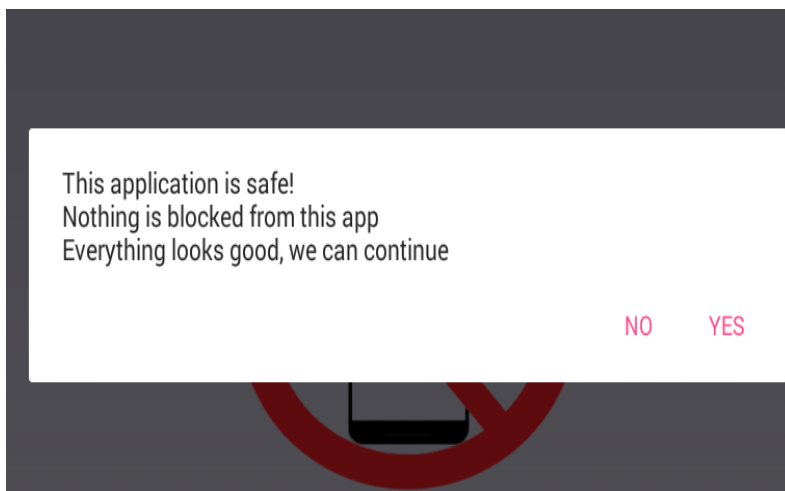 This application is safe!
Nothing is blocked from this app
Everything looks good, we can continue
NO YES